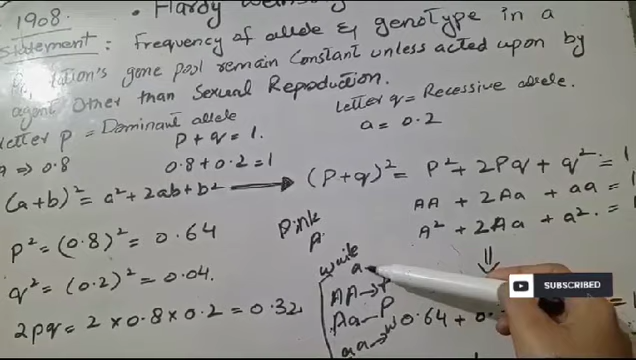 1908.
• Hardy
Statement: Frequency of allele & genotype in a
Population's gene pool remain Constant unless acted upon by
agent Other than Sexual Reproduction.
letter P = Dominant allele
letter q = Recessive allele.
P + q = 1.
a = 0.2
=> 0.8
0.8 + 0.2 = 1
(a+b)² = a² + 2ab + b² → (P+q)² = P² + 2Pq + q² = 1
AA + 2Aa + aa = 1
A² + 2Aa + a² = 1
P² = (0.8)² = 0.64
Pink
A
q² = (0.2)² = 0.04.
white
a
AA → P
2pq = 2 × 0.8 × 0.2 = 0.32
Aa - P
0.64 + 0.
aa → w
SUBSCRIBED